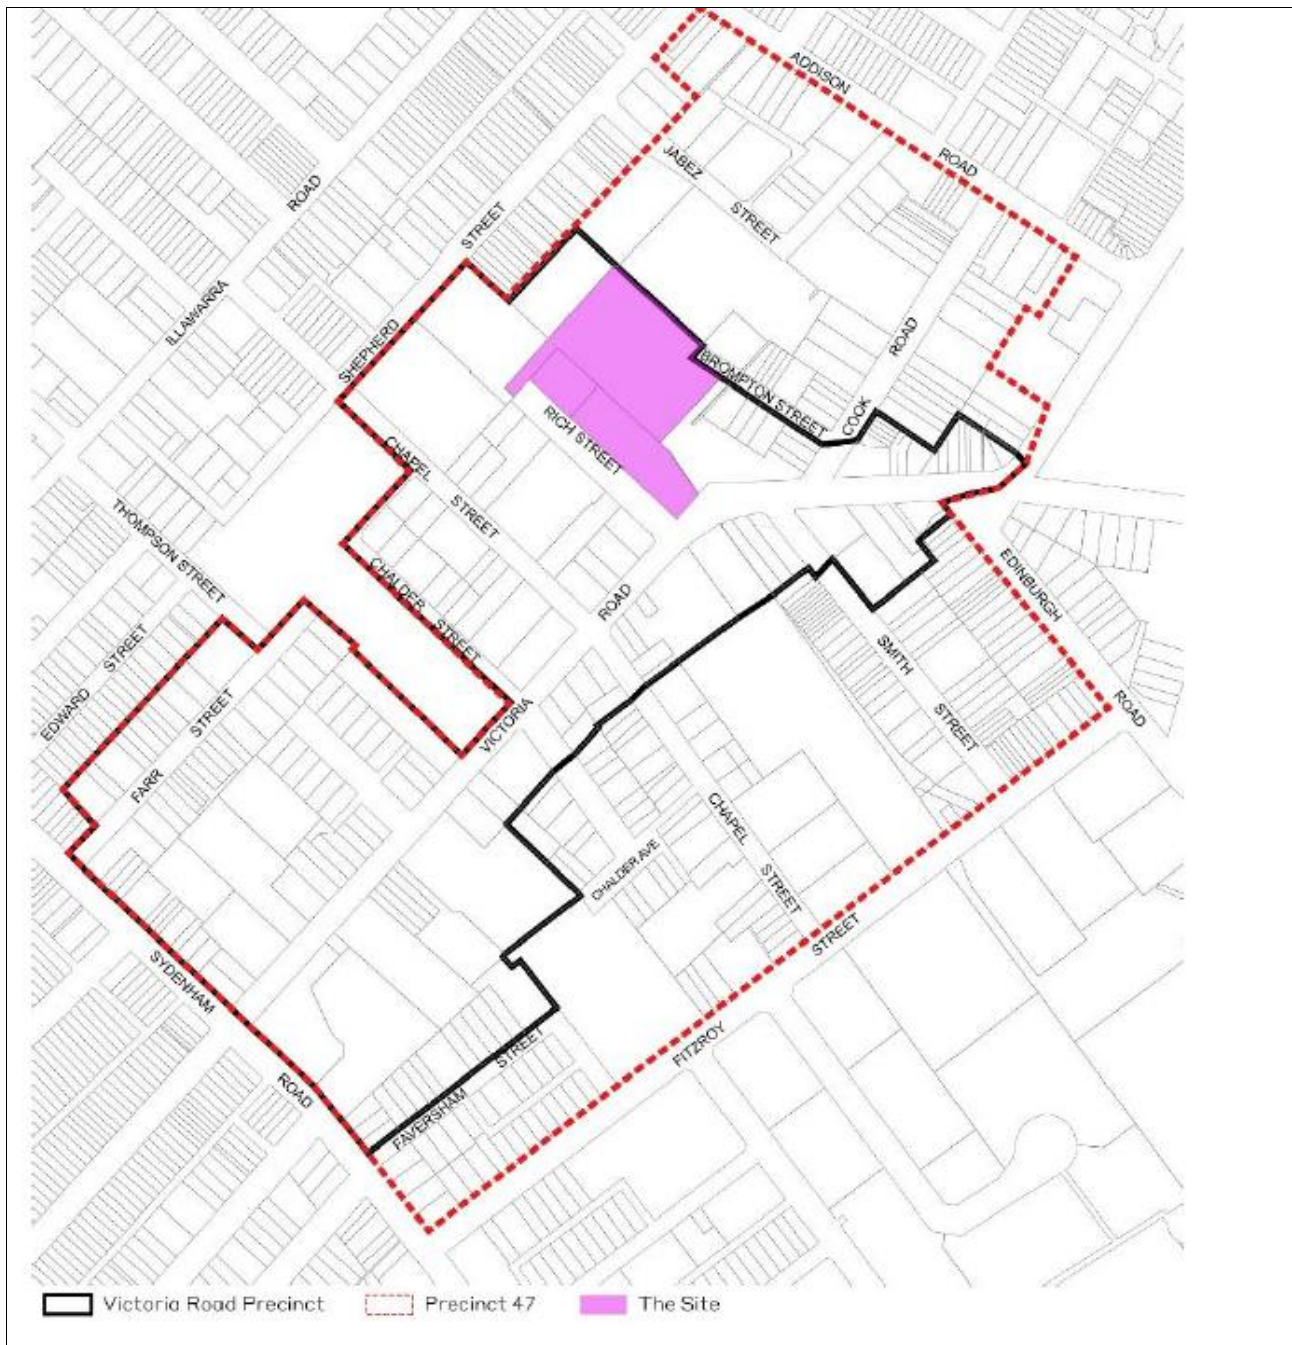 ADDISON
ROAD
JABEZ
STREET
ROAD
STREET
ILLAWARRA
SHEPHERD
ROAD
BROMPTON STREET
COOK
RICH STREET
CHAPEL
STREET
THOMPSON STREET
CHALDER
STREET
ROAD
EDINBURGH
ROAD
SMITH
STREET
EDWARD
STREET
FARR
STREET
VICTORIA
CHAPEL
STREET
CHALDER AVE
STREET
FITZROY
SYDENHAM
ROAD
FAVERSHAM
STREET
Victoria Road Precinct
Precinct 47
The Site